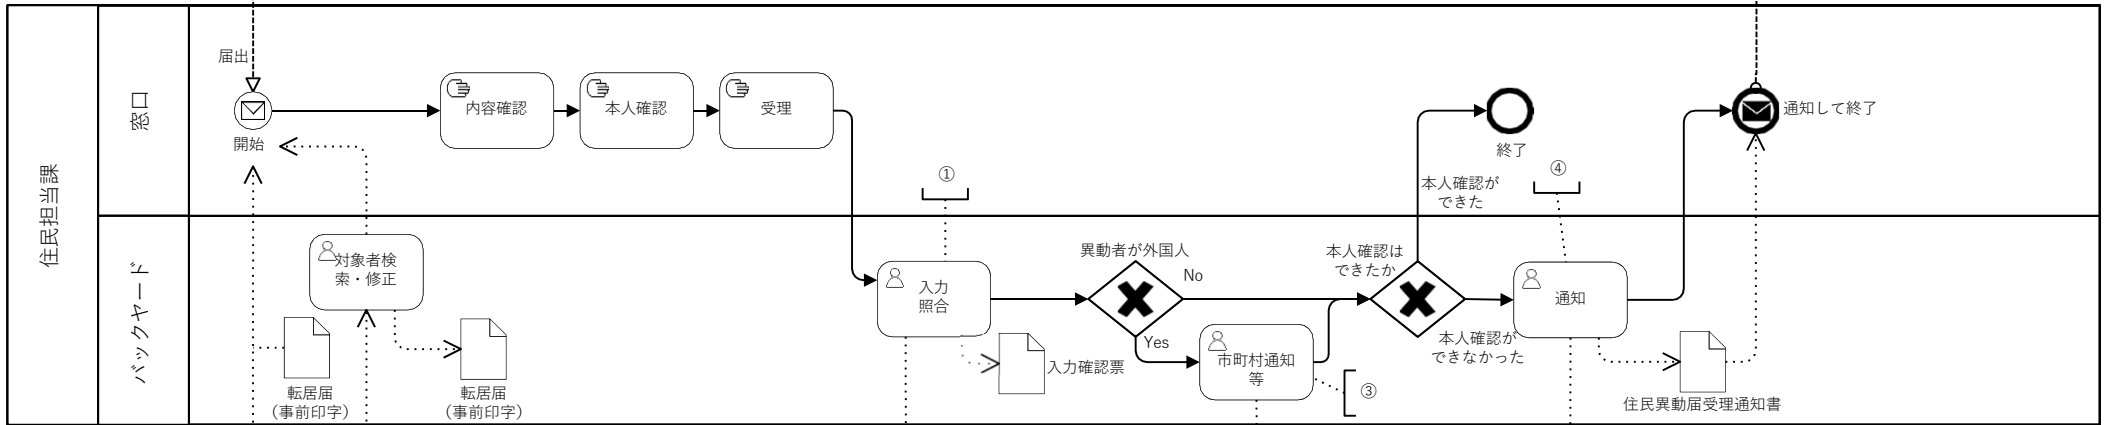 住民担当課
窓口
届出
開始
内容確認
本人確認
受理
①
本人確認が
できた
終了
④
通知して終了
バックヤード
対象者検
索・修正
転居届
（事前印字）
転居届
（事前印字）
入力
照合
入力確認票
異動者が外国人
No
Yes
市町村通知
等
③
本人確認は
できたか
本人確認が
できなかった
通知
住民異動届受理通知書